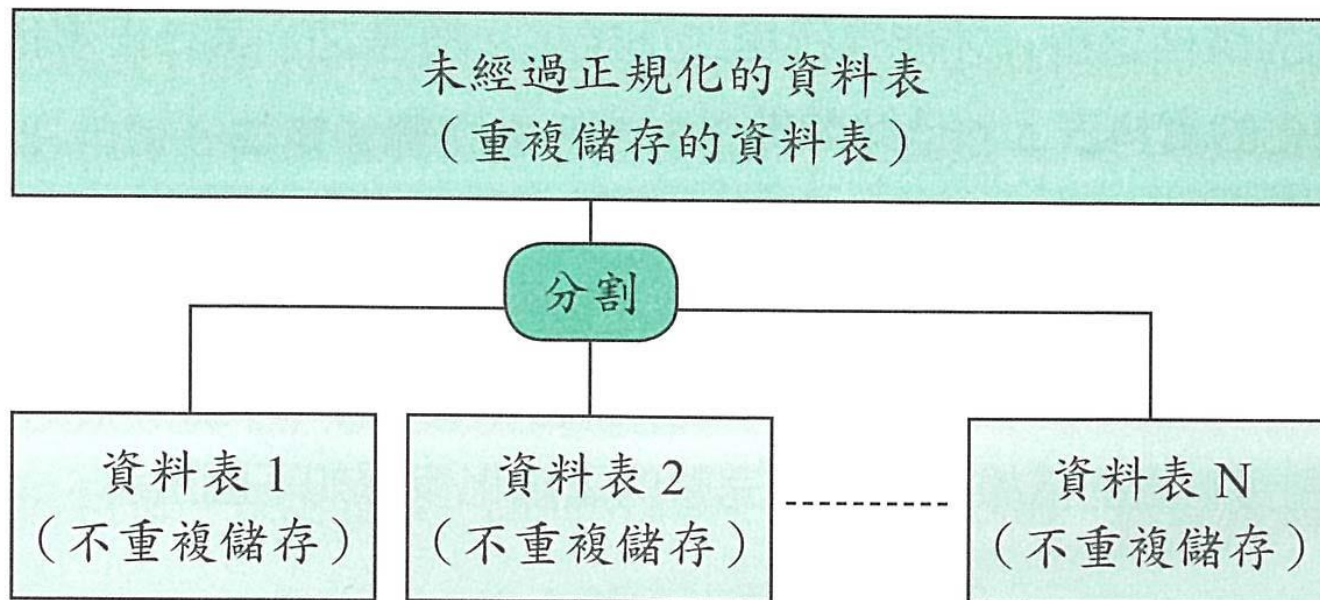 未經過正規化的資料表
（重複儲存的資料表）
分割
資料表 1
（不重複儲存）
資料表 2
（不重複儲存）
資料表 N
（不重複儲存）